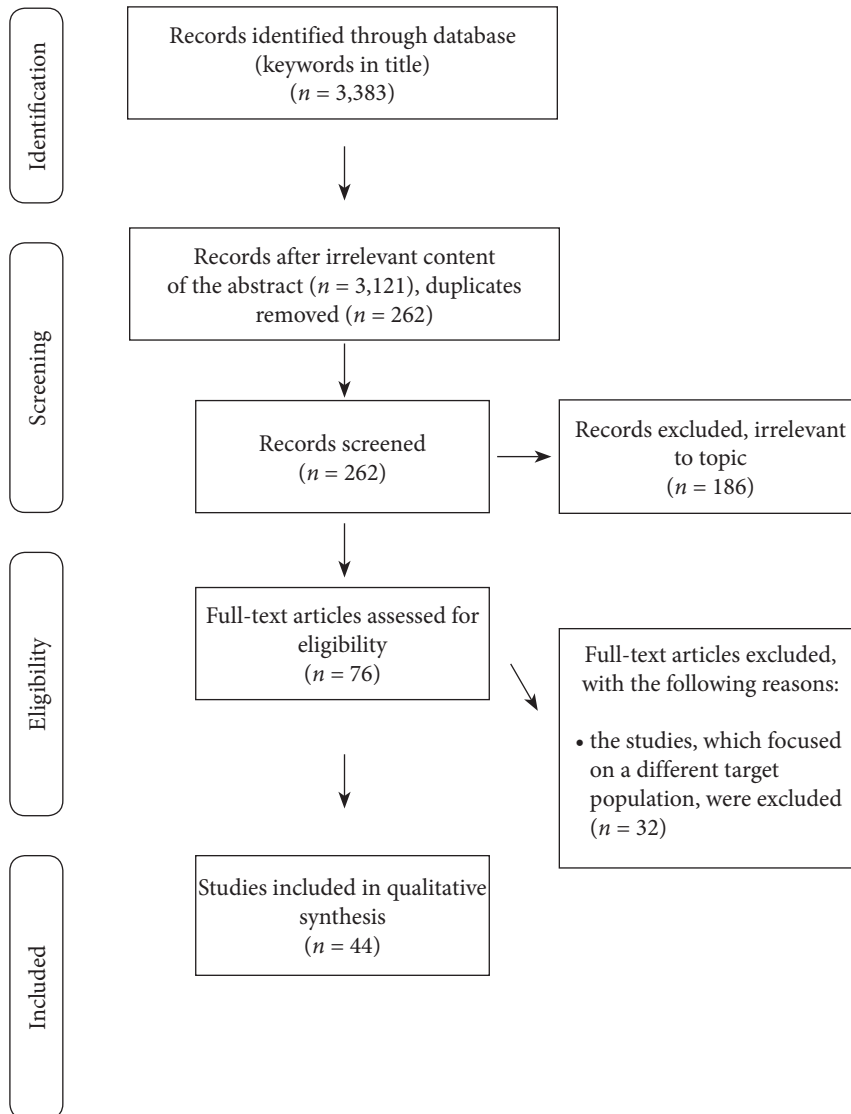 Identification
Records identified through database
(keywords in title)
(n = 3,383)
Screening
Records after irrelevant content
of the abstract (n = 3,121), duplicates
removed (n = 262)
Records screened
(n = 262)
Records excluded, irrelevant
to topic
(n = 186)
Eligibility
Full-text articles assessed for
eligibility
(n = 76)
Full-text articles excluded,
with the following reasons:
• the studies, which focused
on a different target
population, were excluded
(n = 32)
Included
Studies included in qualitative
synthesis
(n = 44)